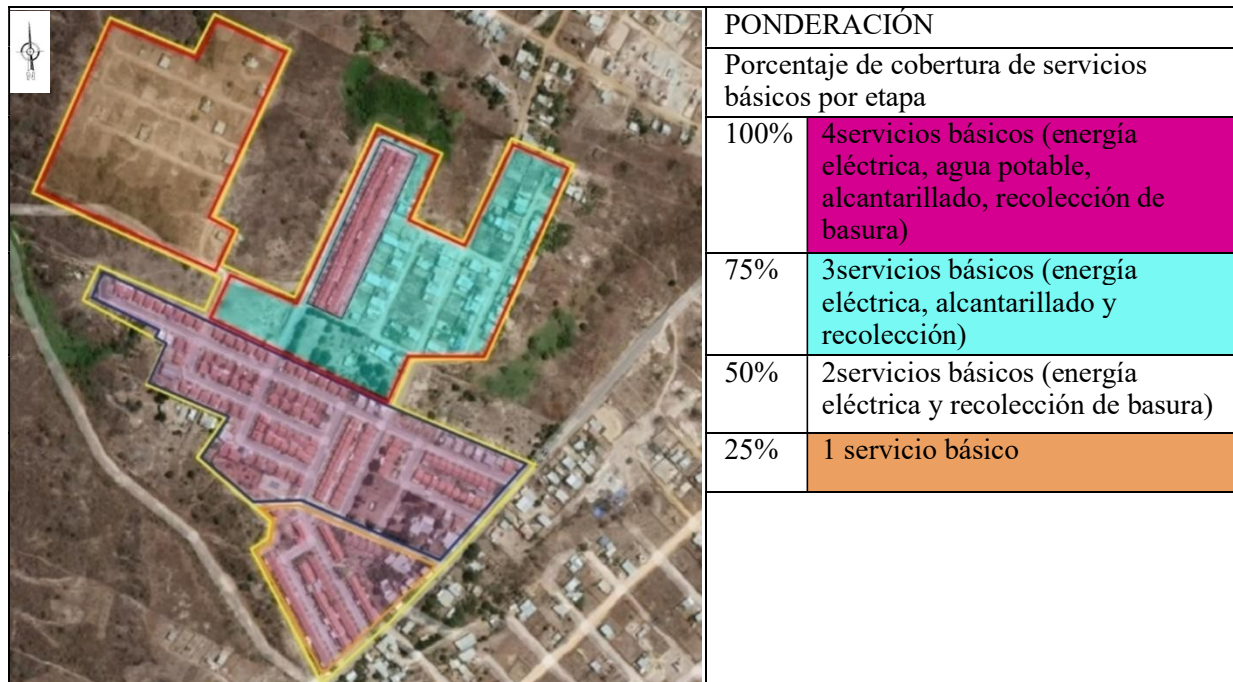 PONDERACIÓN
Porcentaje de cobertura de servicios
básicos por etapa
100%
4servicios básicos (energía
eléctrica, agua potable,
alcantarillado, recolección de
basura)
75%
3servicios básicos (energía
eléctrica, alcantarillado y
recolección)
50%
2servicios básicos (energía
eléctrica y recolección de basura)
25%
1 servicio básico